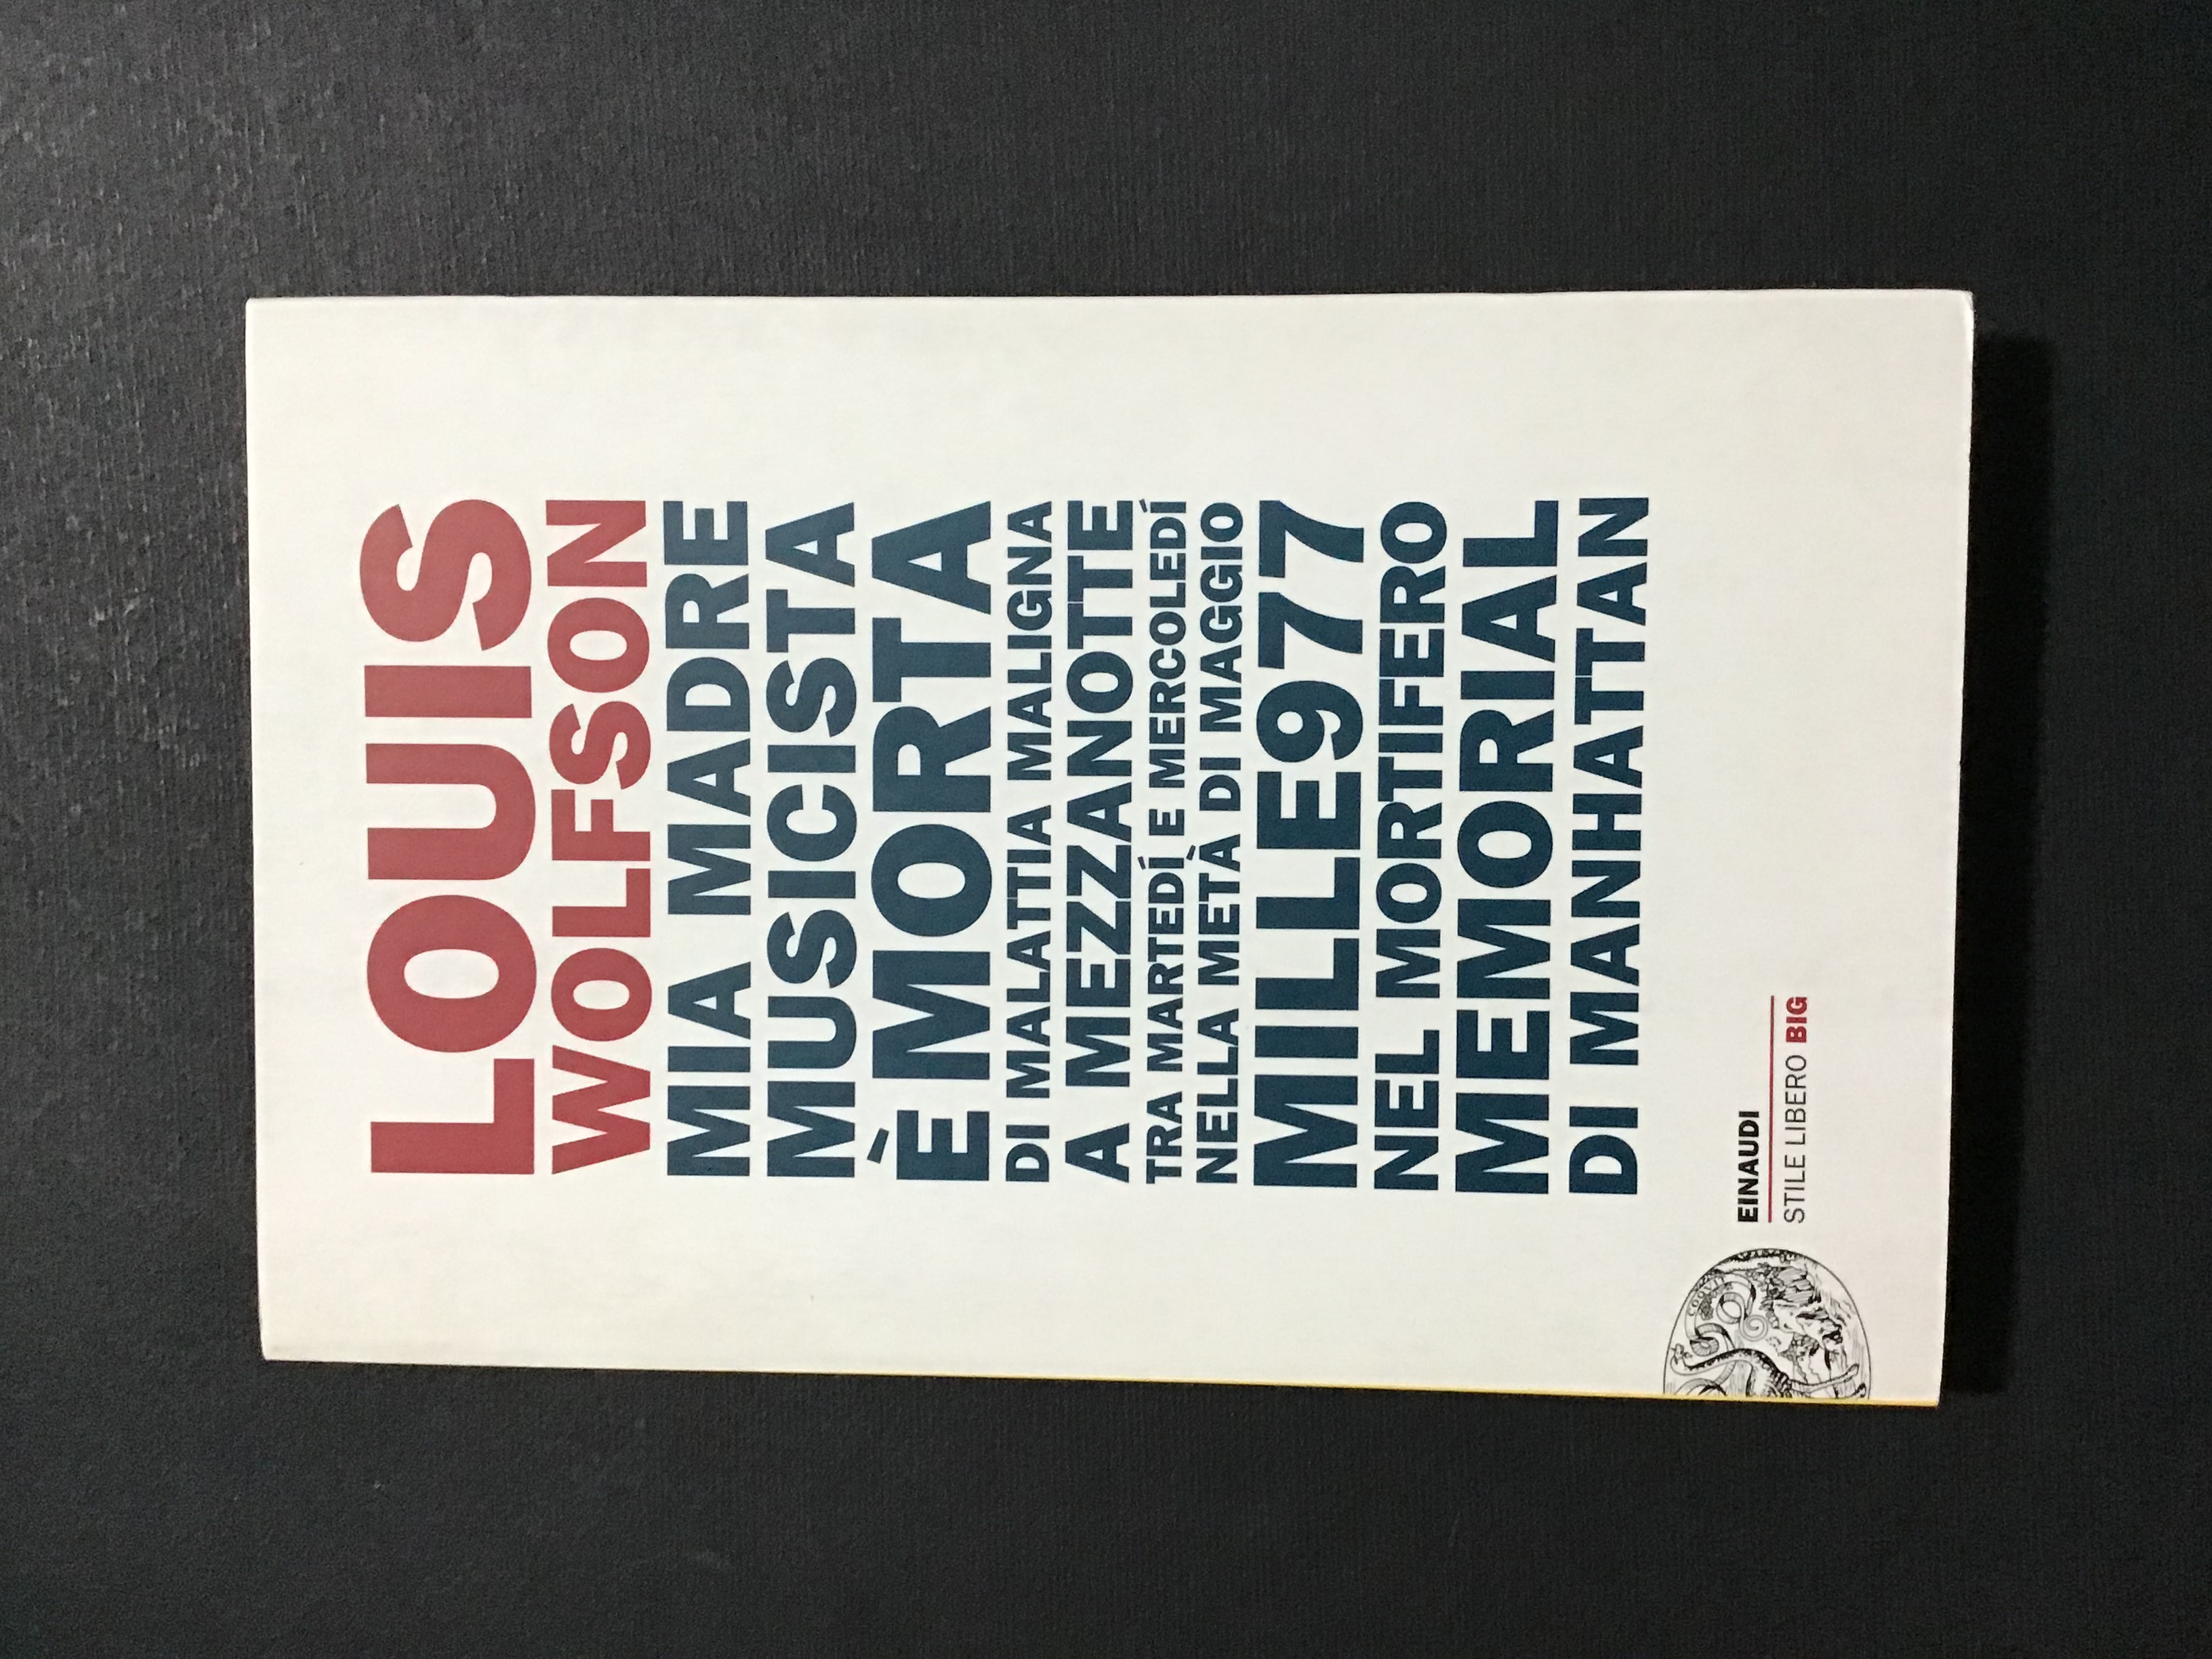 LOUIS
WOLFSON
MIA MADRE
MUSICISTA
È MORTA
DI MALATTIA MALIGNA
A MEZZANOTTE
TRA MARTEDÍ E MERCOLEDÍ
NELLA METÀ DI MAGGIO
MILLE977
NEL MORTIFERO
MEMORIAL
DI MANHATTAN
EINAUDI
STILE LIBERO BIG